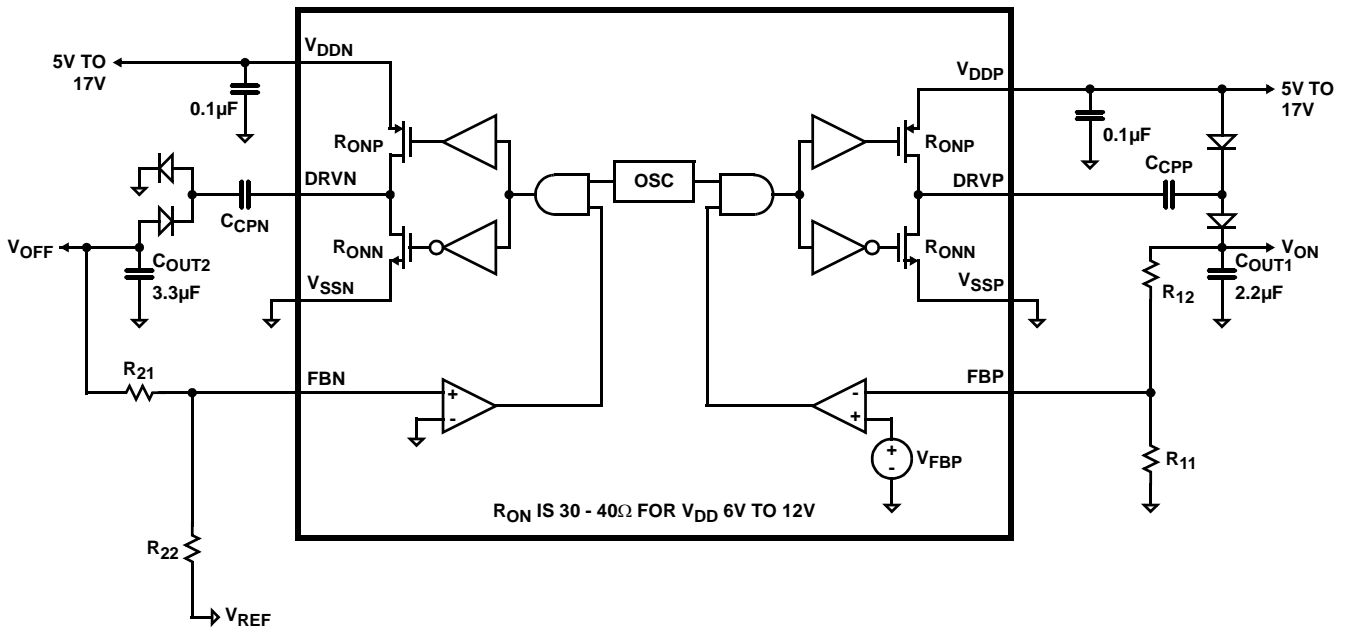 VDDN
5V TO
17V
0.1µF
RONP
DRVN
CCPN
VOFF
COUT2
3.3µF
RONN
VSSN
R21
FBN
+
-
R22
VREF
OSC
VDDP
5V TO
17V
0.1µF
RONP
CCPP
DRVP
RONN
VON
COUT1
2.2µF
R12
VSSP
FBP
-
+
+
-
VFBP
R11
RON IS 30 - 40Ω FOR VDD 6V TO 12V